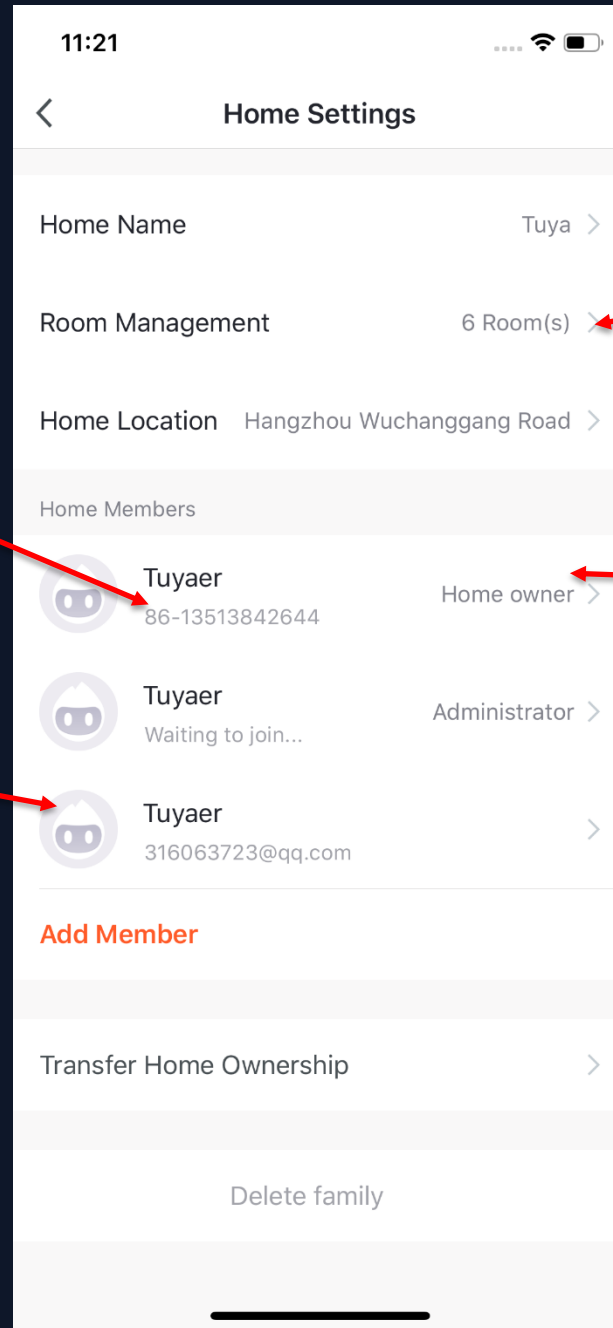 11:21
Home Settings
Home Name Tuya
Room Management 6 Room(s)
Home Location Hangzhou Wuchanggang Road
Home Members
Tuyaer
86-13513842644 Home owner
Tuyaer
Waiting to join... Administrator
Tuyaer
316063723@qq.com
Add Member
Transfer Home Ownership
Delete family